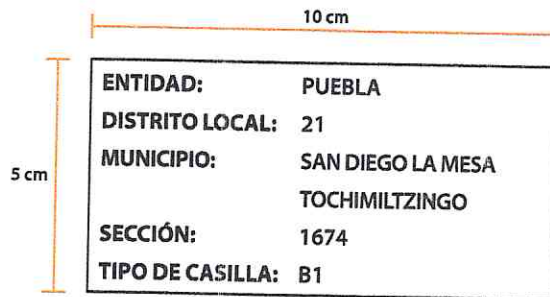 10 cm
5 cm
ENTIDAD: PUEBLA
DISTRITO LOCAL: 21
MUNICIPIO: SAN DIEGO LA MESA
TOCHIMILTZINGO
SECCIÓN: 1674
TIPO DE CASILLA: B1